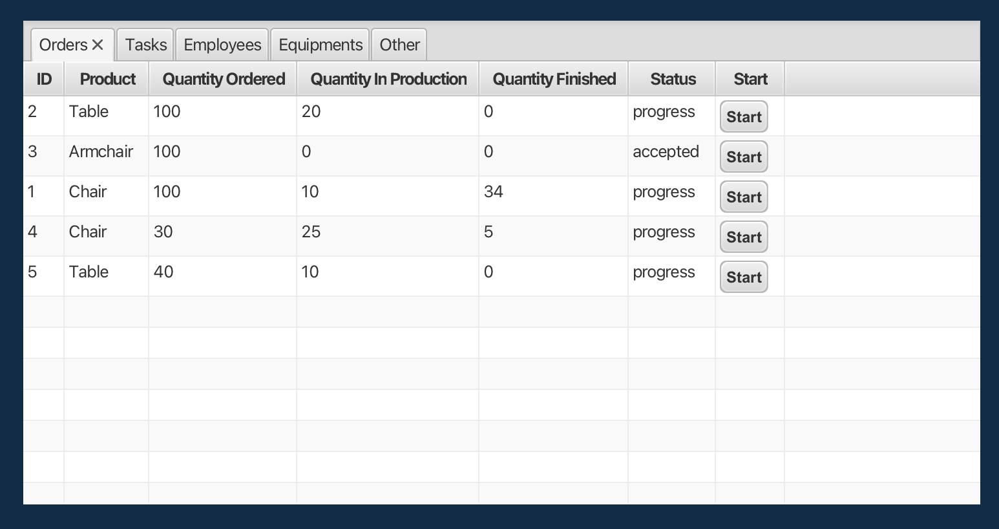 Orders Tasks Employees Equipments Other
ID Product Quantity Ordered Quantity In Production Quantity Finished Status Start
2 Table 100 20 0 progress Start
3 Armchair 100 0 0 accepted Start
1 Chair 100 10 34 progress Start
4 Chair 30 25 5 progress Start
5 Table 40 10 0 progress Start